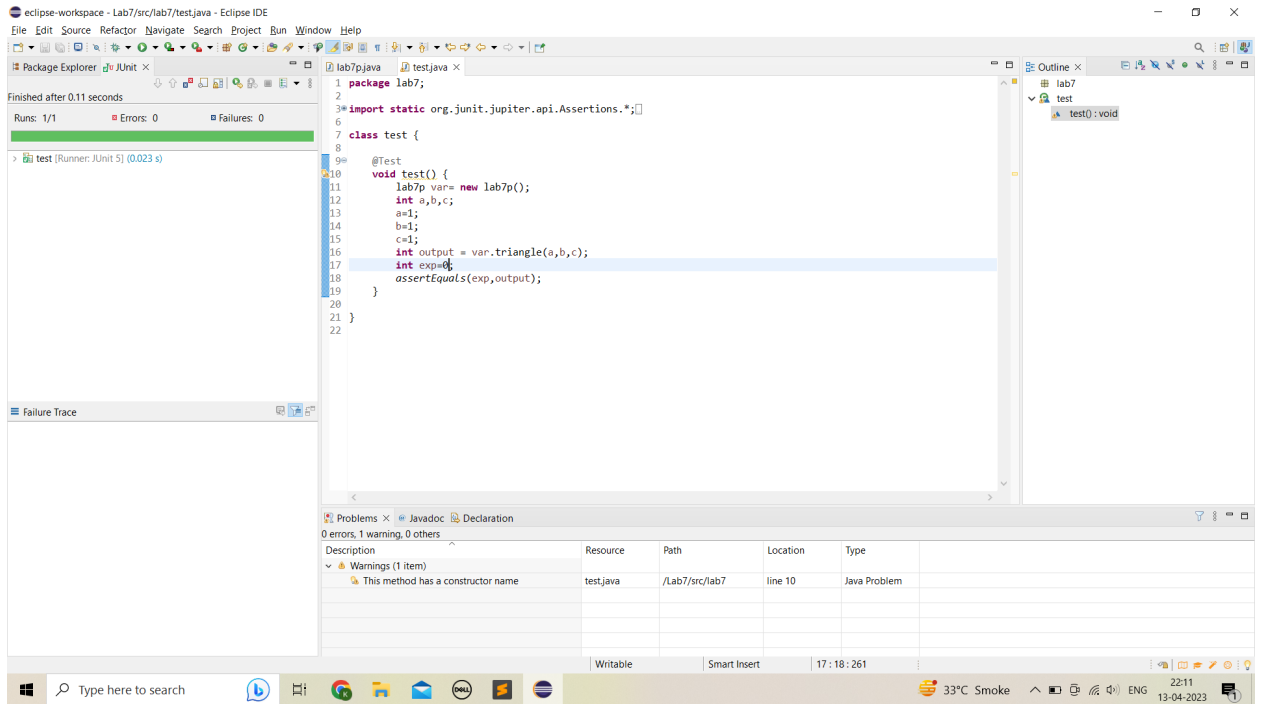 eclipse-workspace - Lab7/src/lab7/test.java - Eclipse IDE
File Edit Source Refactor Navigate Search Project Run Window Help
Package Explorer JUnit
Finished after 0.11 seconds
Runs: 1/1 Errors: 0 Failures: 0
test [Runner: JUnit 5] (0.023 s)
Failure Trace
lab7p.java test.java
1 package lab7;
2
3 import static org.junit.jupiter.api.Assertions.*;
6
7 class test {
8
9 @Test
10 void test() {
11 lab7p var= new lab7p();
12 int a,b,c;
13 a=1;
14 b=1;
15 c=1;
16 int output = var.triangle(a,b,c);
17 int exp=0;
18 assertEquals(exp,output);
19 }
20
21 }
22
Outline
lab7
test
test() : void
Problems Javadoc Declaration
0 errors, 1 warning, 0 others
Description Resource Path Location Type
Warnings (1 item)
This method has a constructor name test.java /Lab7/src/lab7 line 10 Java Problem
Writable Smart Insert 17 : 18 : 261
Type here to search DELL 33°C Smoke ENG 22:11
13-04-2023
1